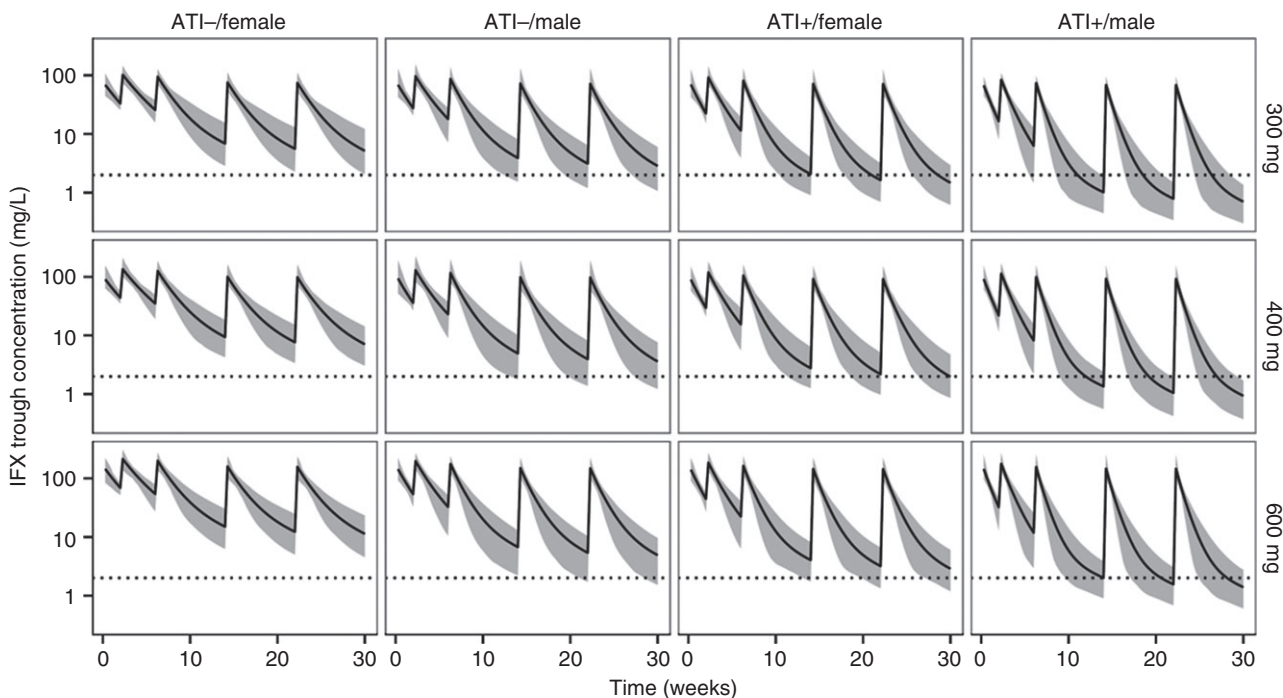 ATI–/female ATI–/male ATI+/female ATI+/male
IFX trough concentration (mg/L)
100
10
1
300 mg
100
10
1
400 mg
100
10
1
600 mg
0 10 20 30 0 10 20 30 0 10 20 30 0 10 20 30
Time (weeks)